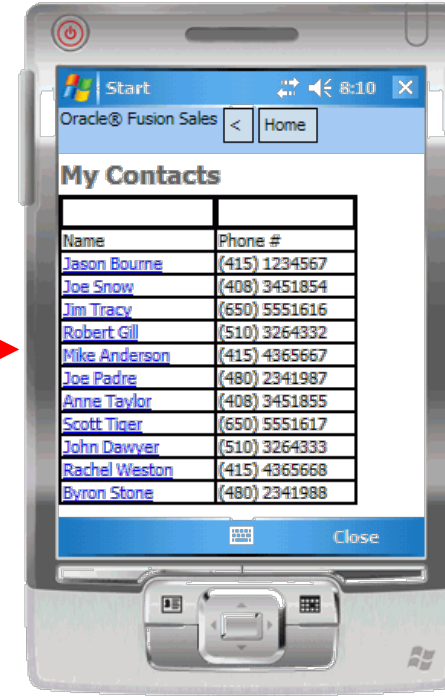 Start 8:10
Oracle® Fusion Sales < Home
My Contacts
Name Phone #
Jason Bourne (415) 1234567
Joe Snow (408) 3451854
Jim Tracy (650) 5551616
Robert Gill (510) 3264332
Mike Anderson (415) 4365667
Joe Padre (480) 2341987
Anne Taylor (408) 3451855
Scott Tiger (650) 5551617
John Dawyer (510) 3264333
Rachel Weston (415) 4365668
Byron Stone (480) 2341988
Close